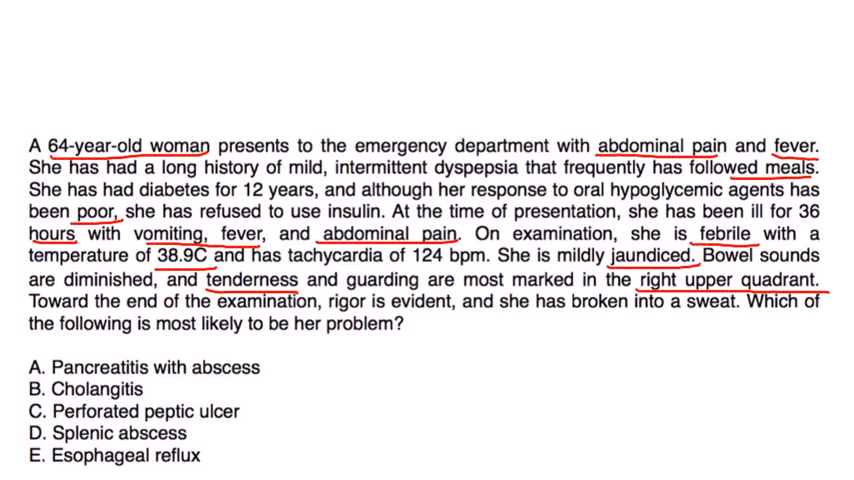 A 64-year-old woman presents to the emergency department with abdominal pain and fever.
She has had a long history of mild, intermittent dyspepsia that frequently has followed meals.
She has had diabetes for 12 years, and although her response to oral hypoglycemic agents has
been poor, she has refused to use insulin. At the time of presentation, she has been ill for 36
hours with vomiting, fever, and abdominal pain. On examination, she is febrile with a
temperature of 38.9C and has tachycardia of 124 bpm. She is mildly jaundiced. Bowel sounds
are diminished, and tenderness and guarding are most marked in the right upper quadrant.
Toward the end of the examination, rigor is evident, and she has broken into a sweat. Which of
the following is most likely to be her problem?
A. Pancreatitis with abscess
B. Cholangitis
C. Perforated peptic ulcer
D. Splenic abscess
E. Esophageal reflux